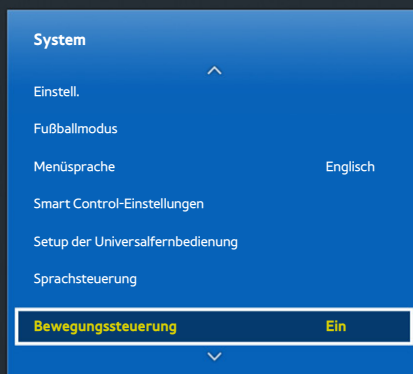 System
Einstell.
Fußballmodus
Menüsprache Englisch
Smart Control-Einstellungen
Setup der Universalfernbedienung
Sprachsteuerung
Bewegungssteuerung Ein